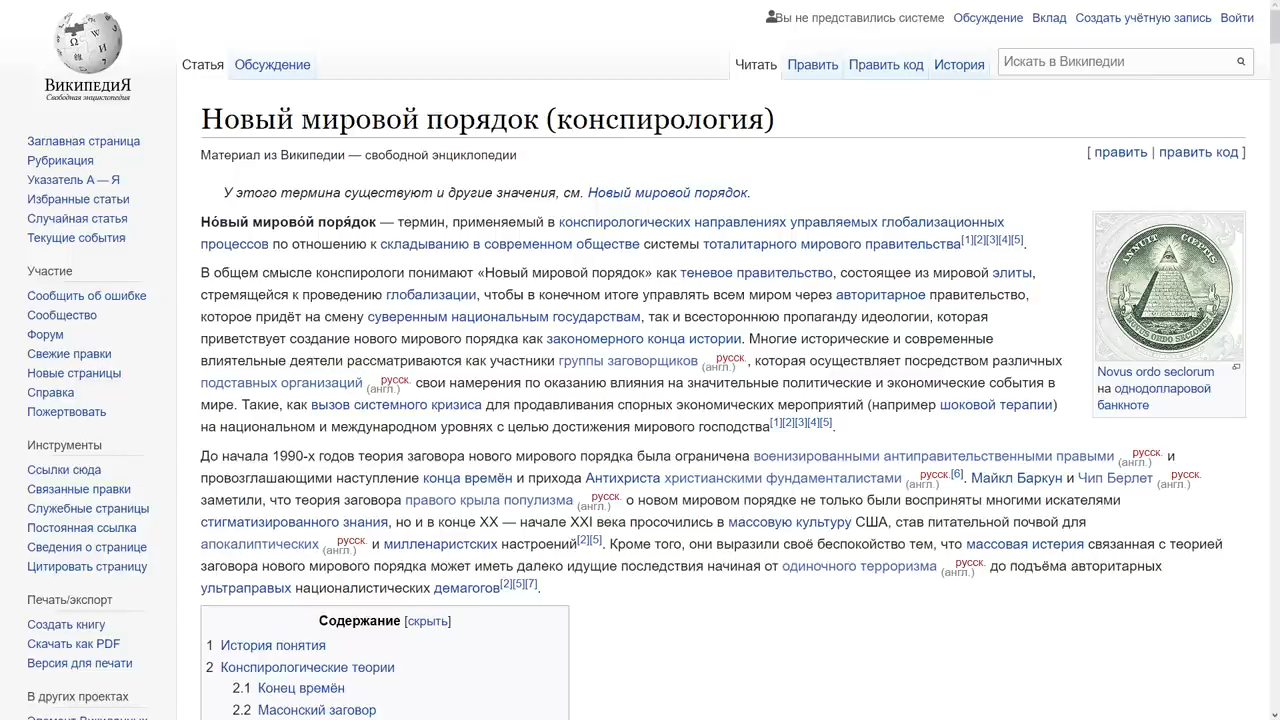 Вы не представились системе Обсуждение Вклад Создать учётную запись Войти
ВикипедиЯ
Свободная энциклопедия
Статья Обсуждение Читать Править Править код История Искать в Википедии
Новый мировой порядок (конспирология)
Материал из Википедии — свободной энциклопедии
[ править | править код ]
У этого термина существуют и другие значения, см. Новый мировой порядок.
Но́вый мирово́й поря́док — термин, применяемый в конспирологических направлениях управляемых глобализационных
процессов по отношению к складыванию в современном обществе системы тоталитарного мирового правительства[1][2][3][4][5].
В общем смысле конспирологи понимают «Новый мировой порядок» как теневое правительство, состоящее из мировой элиты,
стремящейся к проведению глобализации, чтобы в конечном итоге управлять всем миром через авторитарное правительство,
которое придёт на смену суверенным национальным государствам, так и всестороннюю пропаганду идеологии, которая
приветствует создание нового мирового порядка как закономерного конца истории. Многие исторические и современные
влиятельные деятели рассматриваются как участники группы заговорщиков русск. (англ.), которая осуществляет посредством различных
подставных организаций русск. (англ.) свои намерения по оказанию влияния на значительные политические и экономические события в
мире. Такие, как вызов системного кризиса для продавливания спорных экономических мероприятий (например шоковой терапии)
на национальном и международном уровнях с целью достижения мирового господства[1][2][3][4][5].
До начала 1990-х годов теория заговора нового мирового порядка была ограничена военизированными антиправительственными правыми русск. (англ.) и
провозглашающими наступление конца времён и прихода Антихриста христианскими фундаменталистами русск. (англ.)[6]. Майкл Баркун и Чип Берлет русск. (англ.)
заметили, что теория заговора правого крыла популизма русск. (англ.) о новом мировом порядке не только были восприняты многими искателями
стигматизированного знания, но и в конце XX — начале XXI века просочились в массовую культуру США, став питательной почвой для
апокалиптических русск. (англ.) и милленаристских настроений[2][5]. Кроме того, они выразили своё беспокойство тем, что массовая истерия связанная с теорией
заговора нового мирового порядка может иметь далеко идущие последствия начиная от одиночного терроризма русск. (англ.) до подъёма авторитарных
ультраправых националистических демагогов[2][5][7].
ANNUIT COEPTIS
Novus ordo seclorum
на однодолларовой
банкноте
Содержание [скрыть]
1 История понятия
2 Конспирологические теории
2.1 Конец времён
2.2 Масонский заговор
Заглавная страница
Рубрикация
Указатель А — Я
Избранные статьи
Случайная статья
Текущие события
Участие
Сообщить об ошибке
Сообщество
Форум
Свежие правки
Новые страницы
Справка
Пожертвовать
Инструменты
Ссылки сюда
Связанные правки
Служебные страницы
Постоянная ссылка
Сведения о странице
Цитировать страницу
Печать/экспорт
Создать книгу
Скачать как PDF
Версия для печати
В других проектах